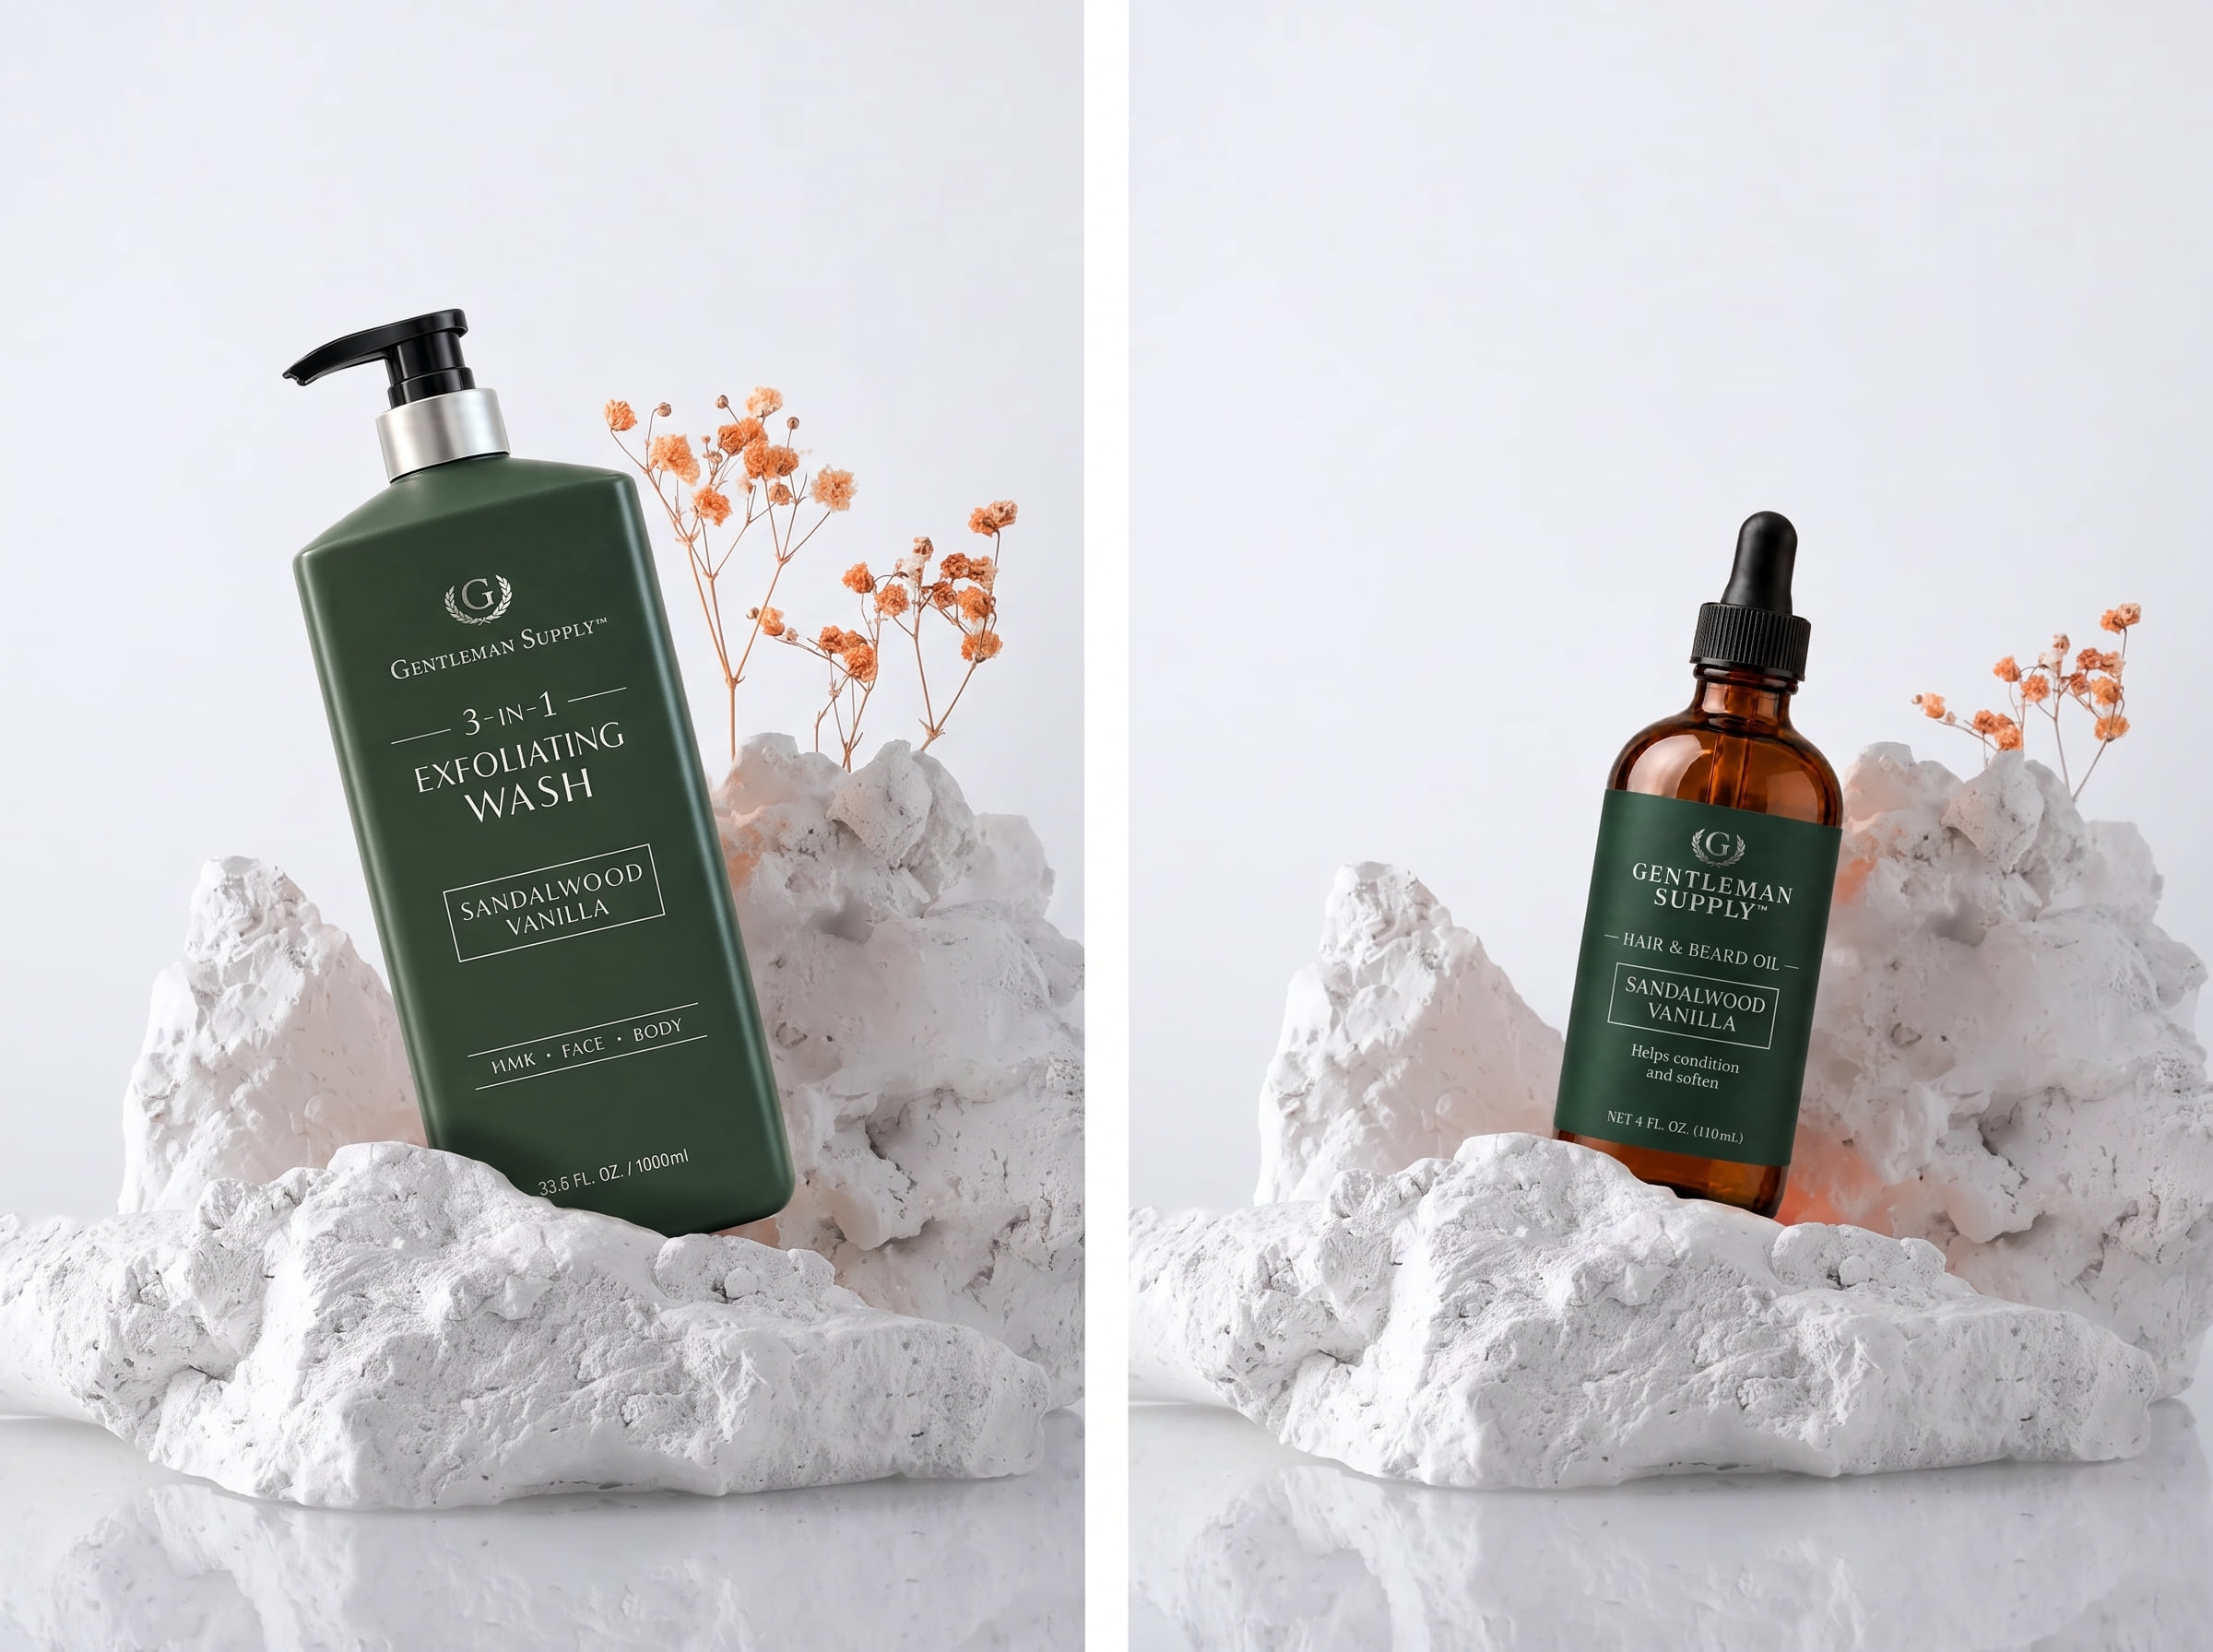 G
GENTLEMAN SUPPLY™
3-IN-1
EXFOLIATING
WASH
SANDALWOOD
VANILLA
• FACE • BODY
33.6 FL. OZ. / 1000ml
G
GENTLEMAN
SUPPLY™
HAIR & BEARD OIL
SANDALWOOD
VANILLA
Helps condition
and soften
NET 4 FL. OZ. (110mL)